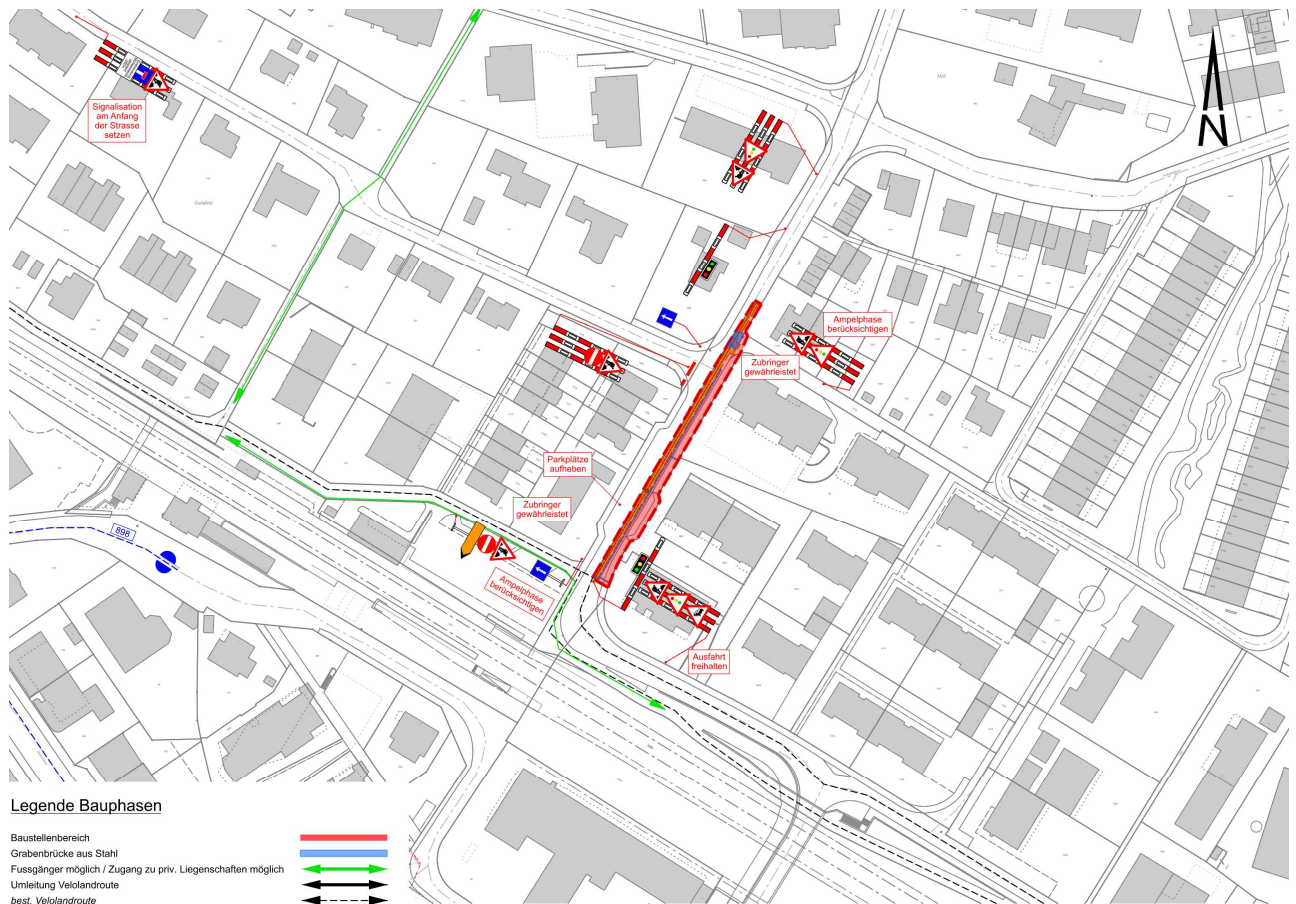 Signalisation
am Anfang
der Strasse
setzen
N
Ampelphase
berücksichtigen
Zubringer
gewährleistet
Parkplätze
aufheben
Zubringer
gewährleistet
Ampelphase
berücksichtigen
898
Ausfahrt
freihalten
Legende Bauphasen
Baustellenbereich
Grabenbrücke aus Stahl
Fussgänger möglich / Zugang zu priv. Liegenschaften möglich
Umleitung Velolandroute
best. Velolandroute